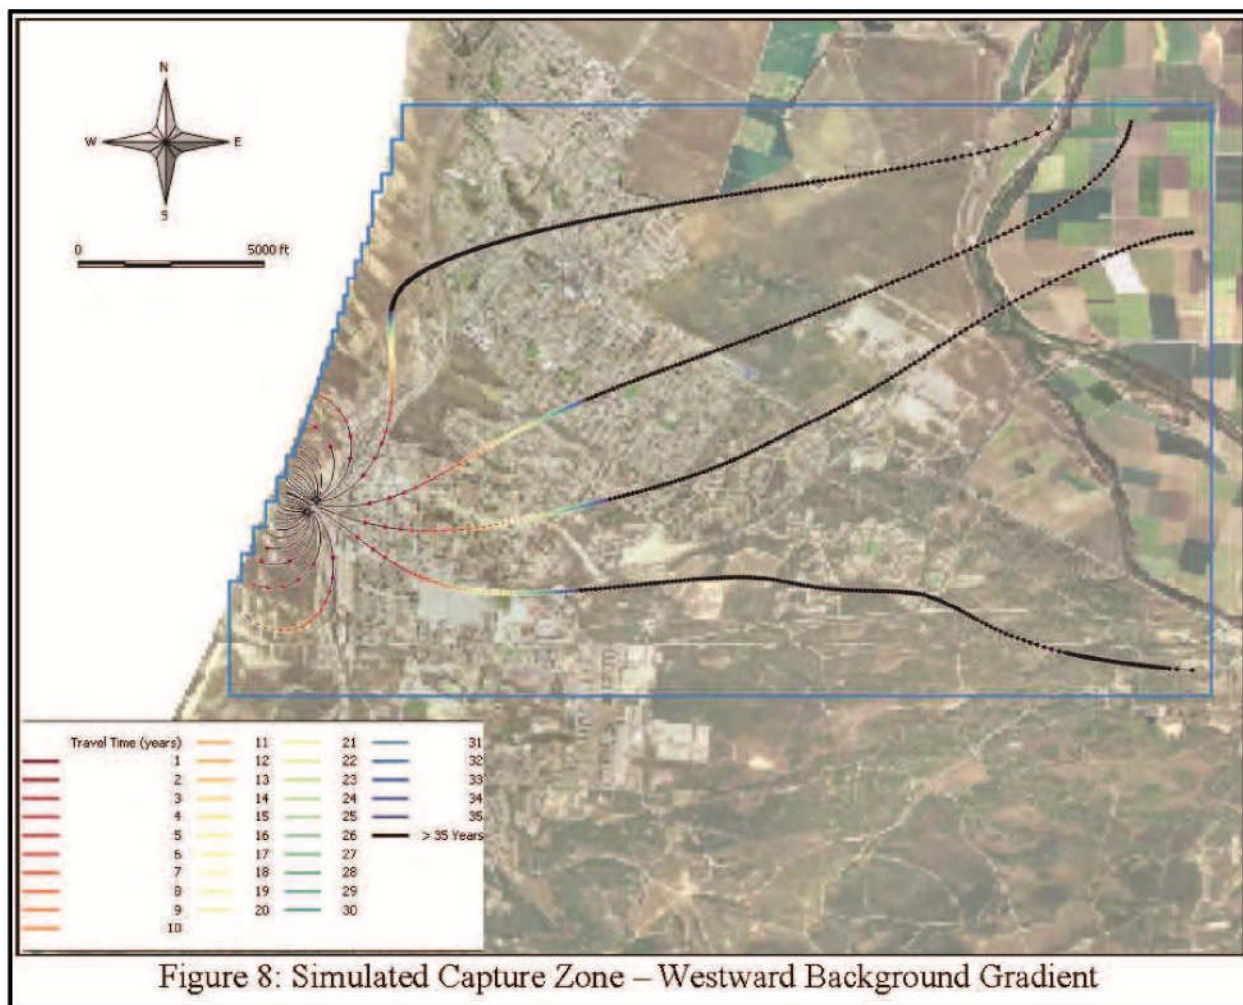 N
W E
S
0 5000 ft
Travel Time (years) 11 21 31
1 12 22 32
2 13 23 33
3 14 24 34
4 15 25 35
5 16 26 > 35 Years
6 17 27
7 18 28
8 19 29
9 20 30
10
Figure 8: Simulated Capture Zone – Westward Background Gradient